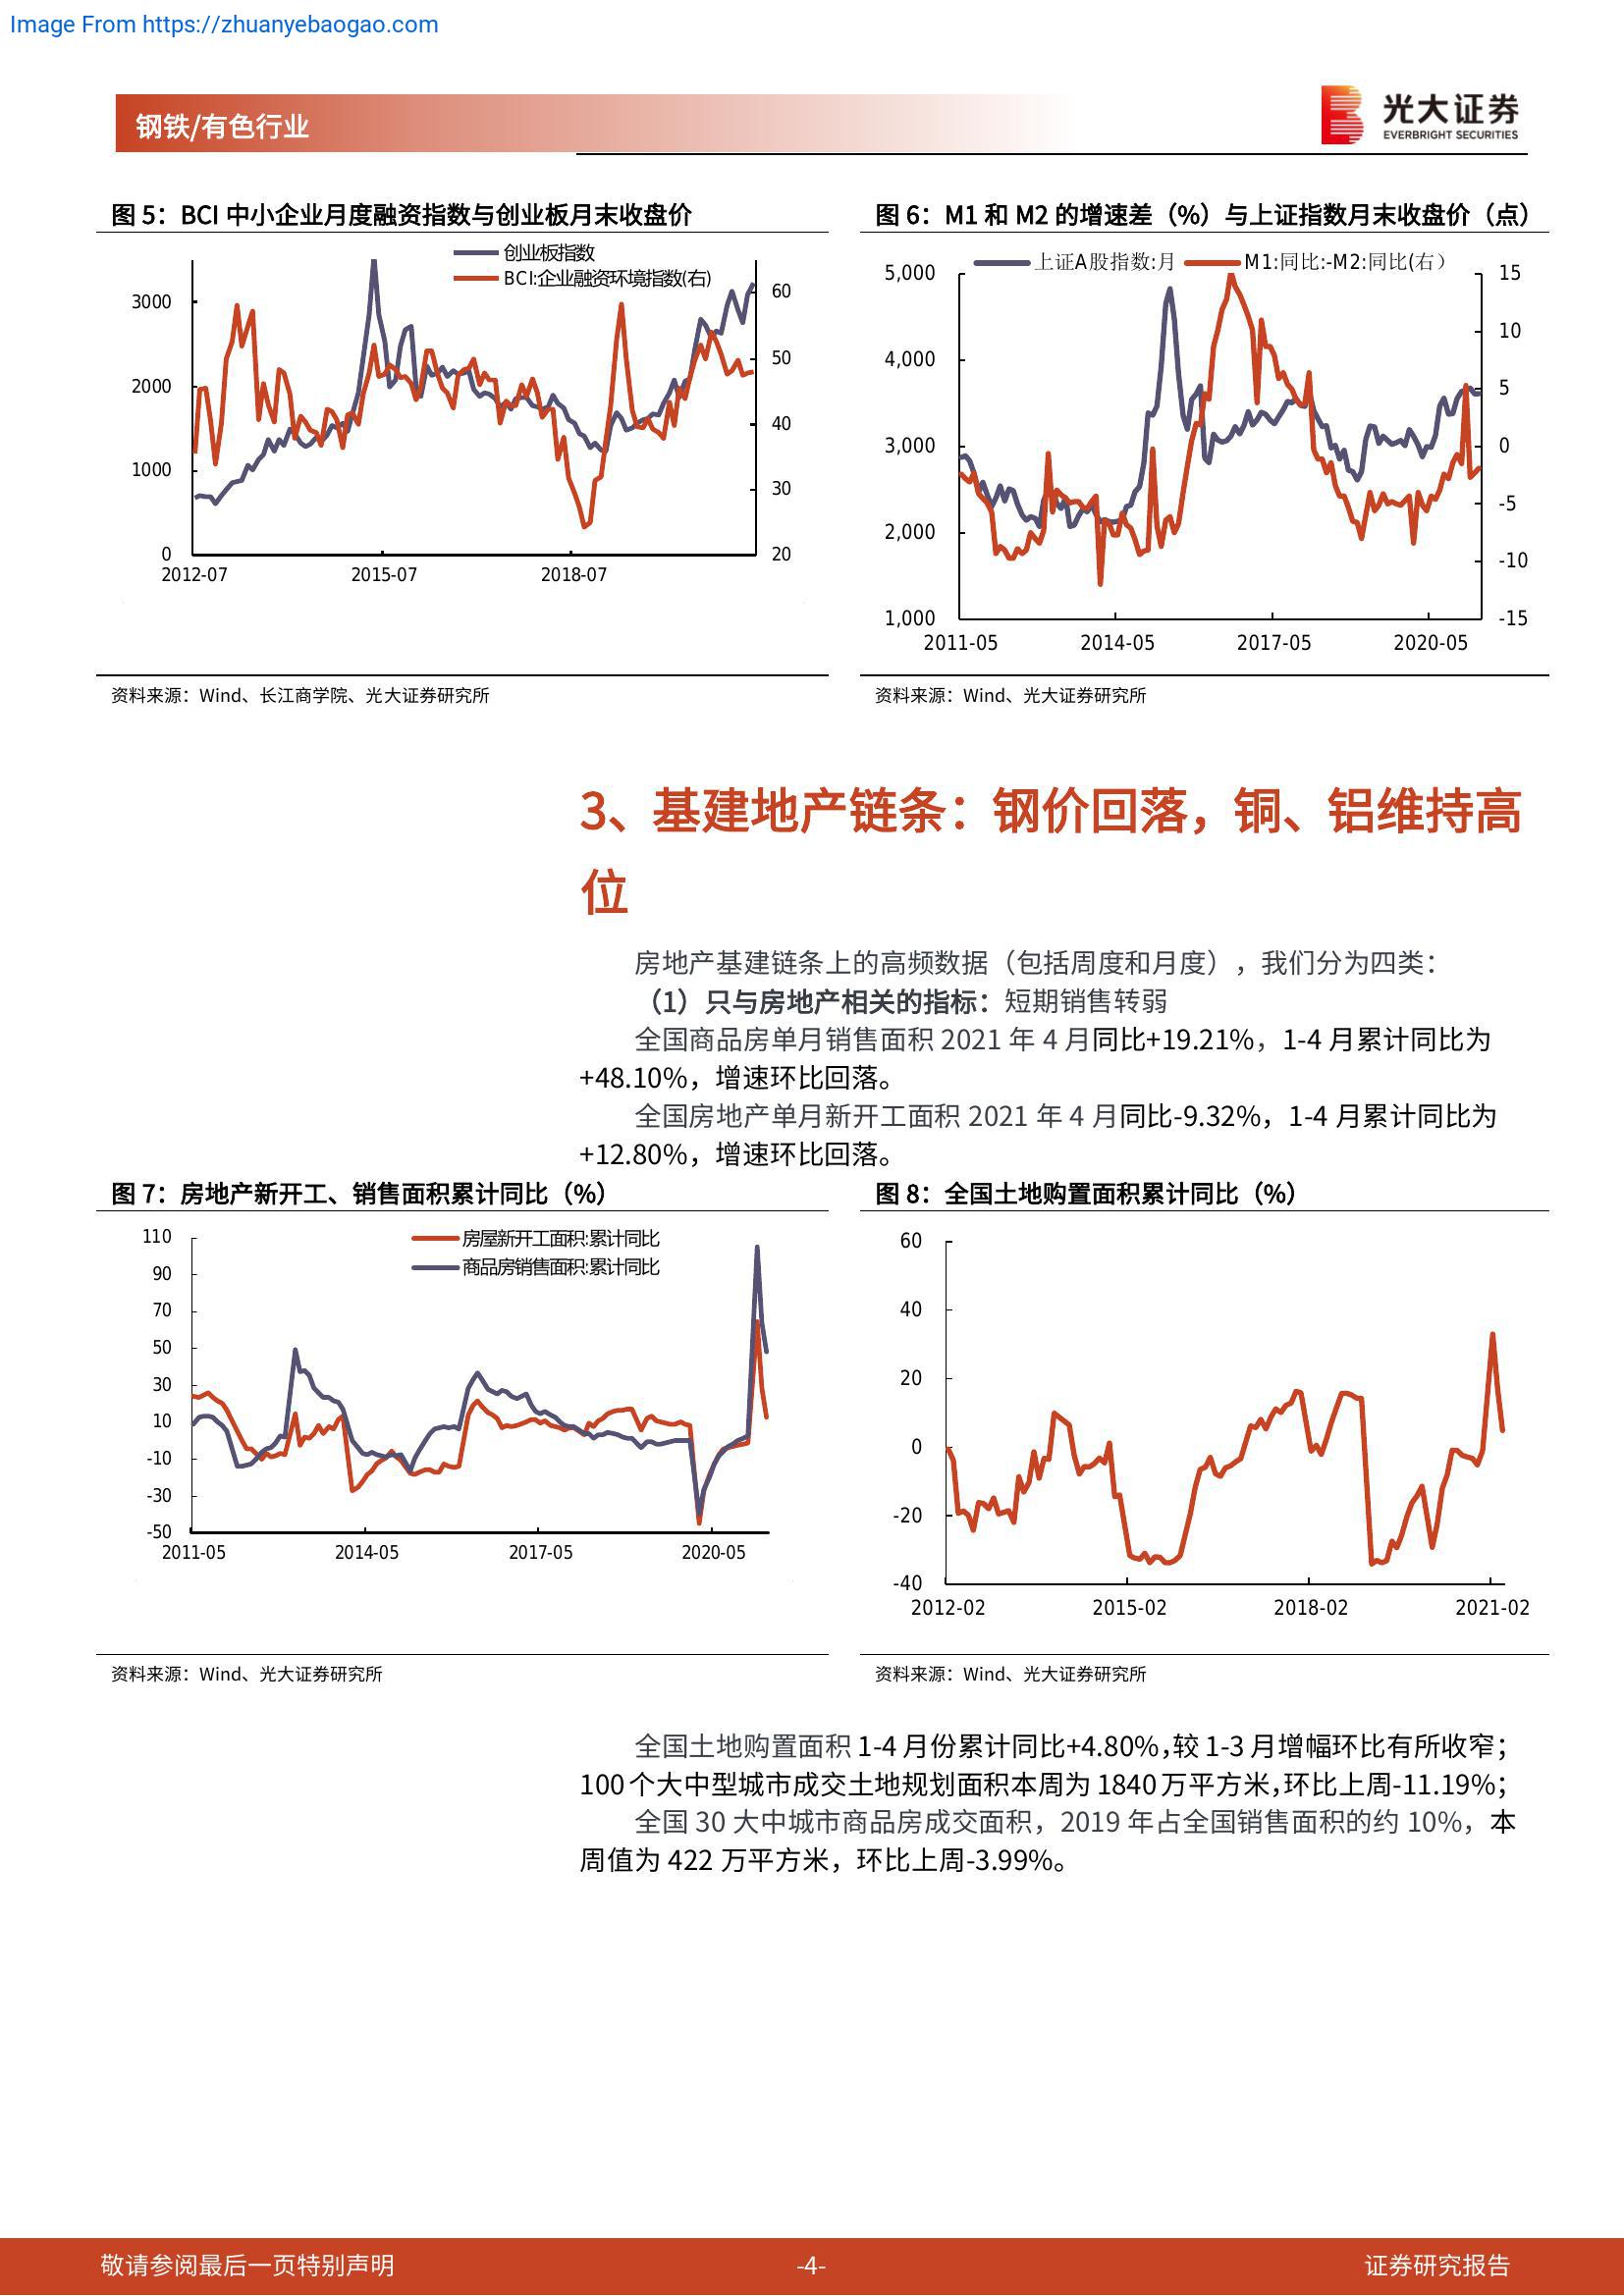 Image From https://zhuanyebaogao.com
钢铁/有色行业
光大证券
EVERBRIGHT SECURITIES
图 5：BCI 中小企业月度融资指数与创业板月末收盘价
创业板指数
BCI:企业融资环境指数(右)
3000
2000
1000
0
60
50
40
30
20
2012-07
2015-07
2018-07
资料来源：Wind、长江商学院、光大证券研究所
图 6：M1 和 M2 的增速差（%）与上证指数月末收盘价（点）
上证A股指数:月
M1:同比:-M2:同比(右）
5,000
4,000
3,000
2,000
1,000
15
10
5
0
-5
-10
-15
2011-05
2014-05
2017-05
2020-05
资料来源：Wind、光大证券研究所
3、基建地产链条：钢价回落，铜、铝维持高
位
房地产基建链条上的高频数据（包括周度和月度），我们分为四类：
（1）只与房地产相关的指标：短期销售转弱
全国商品房单月销售面积 2021 年 4 月同比+19.21%，1-4 月累计同比为
+48.10%，增速环比回落。
全国房地产单月新开工面积 2021 年 4 月同比-9.32%，1-4 月累计同比为
+12.80%，增速环比回落。
图 7：房地产新开工、销售面积累计同比（%）
房屋新开工面积:累计同比
商品房销售面积:累计同比
110
90
70
50
30
10
-10
-30
-50
2011-05
2014-05
2017-05
2020-05
资料来源：Wind、光大证券研究所
图 8：全国土地购置面积累计同比（%）
60
40
20
0
-20
-40
2012-02
2015-02
2018-02
2021-02
资料来源：Wind、光大证券研究所
全国土地购置面积 1-4 月份累计同比+4.80%，较 1-3 月增幅环比有所收窄；
100 个大中型城市成交土地规划面积本周为 1840 万平方米，环比上周-11.19%；
全国 30 大中城市商品房成交面积，2019 年占全国销售面积的约 10%，本
周值为 422 万平方米，环比上周-3.99%。
敬请参阅最后一页特别声明
-4-
证券研究报告